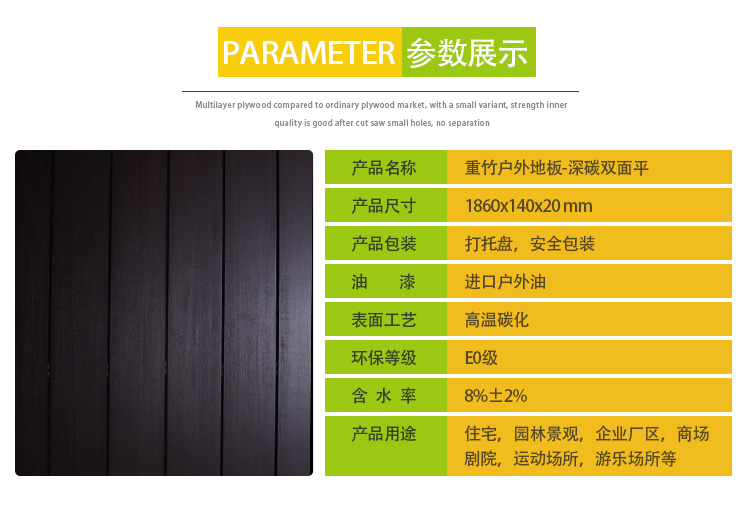 PARAMETER 参数展示
Multilayer plywood compared to ordinary plywood market, with a small variant, strength inner
quality is good after cut saw small holes, no separation
产品名称 重竹户外地板-深碳双面平
产品尺寸 1860x140x20 mm
产品包装 打托盘，安全包装
油 漆 进口户外油
表面工艺 高温碳化
环保等级 E0级
含 水 率 8%±2%
产品用途 住宅，园林景观，企业厂区，商场
剧院，运动场所，游乐场所等